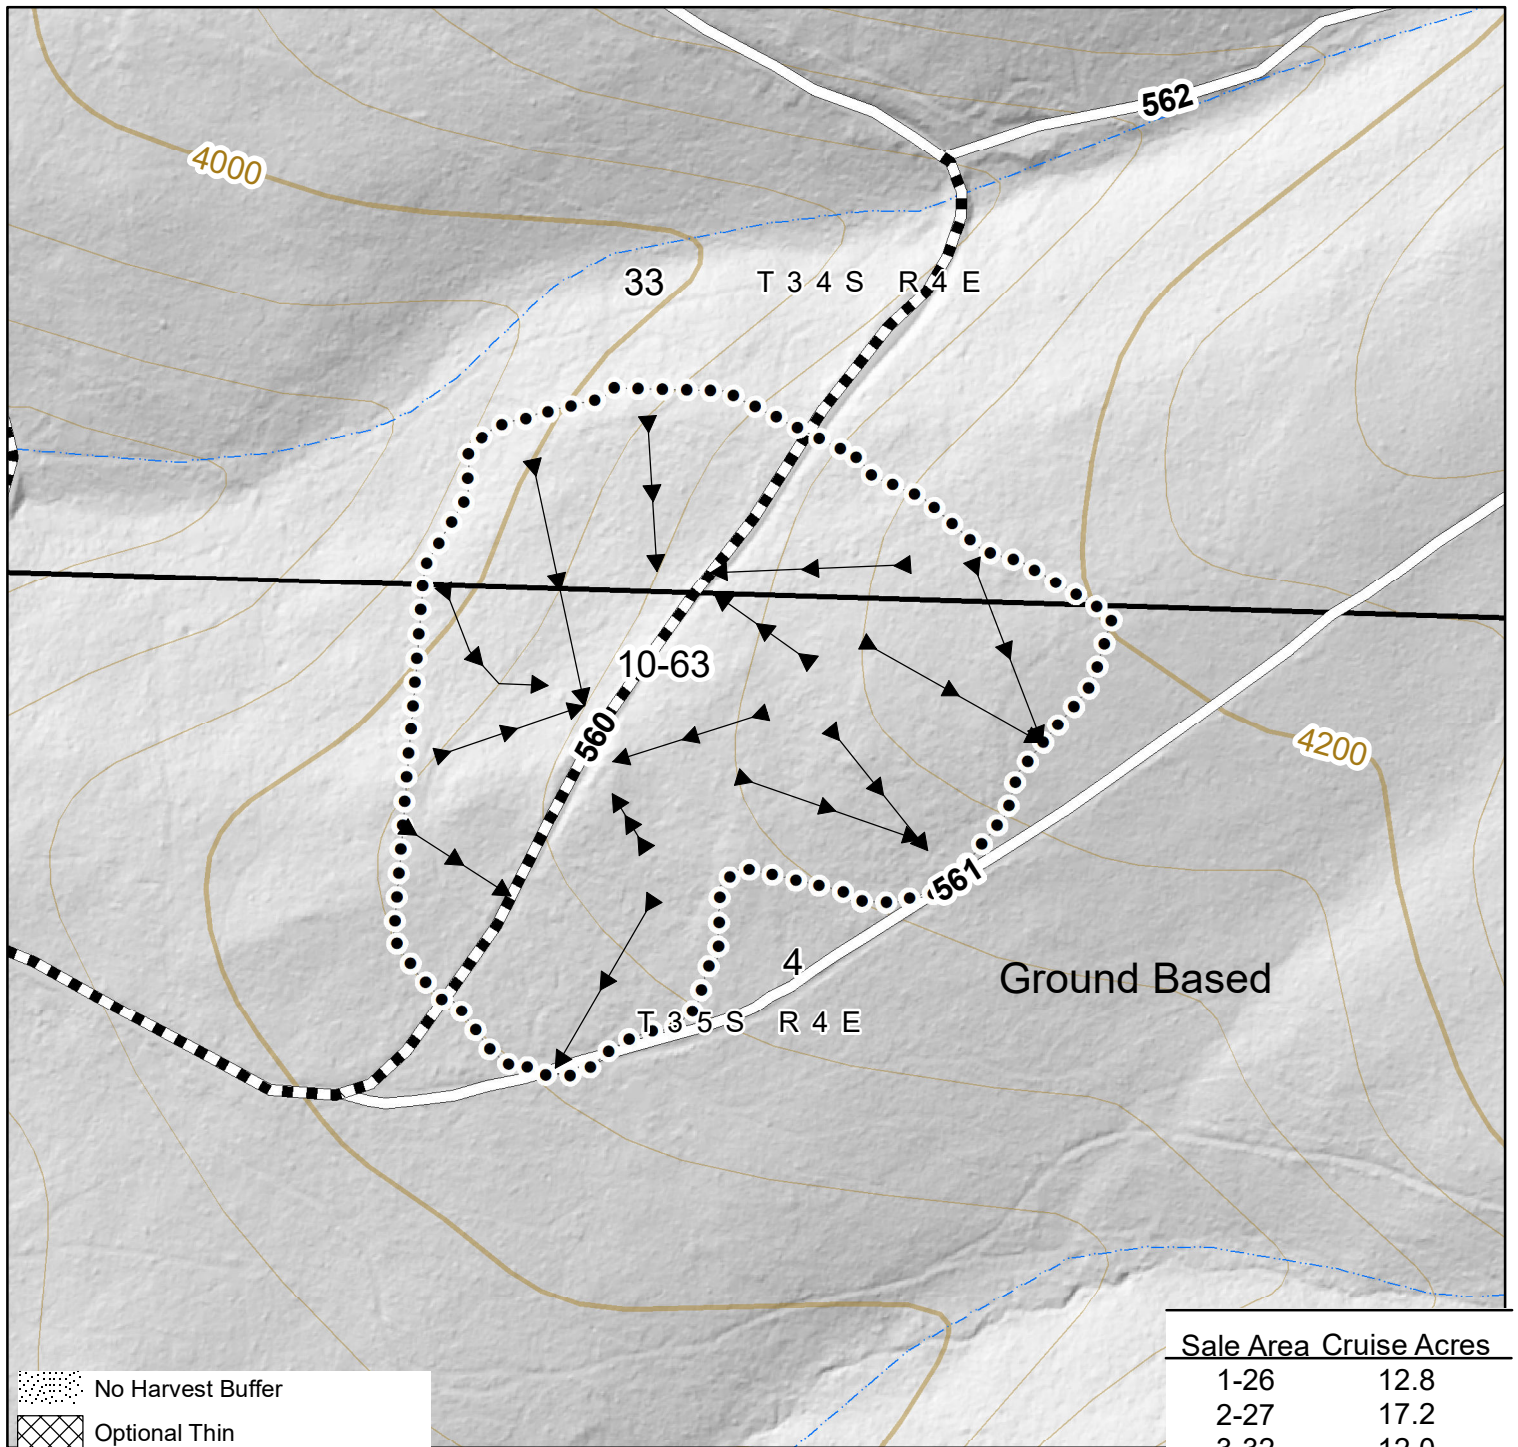 562
4000
33 T 3 4 S R 4 E
10-63
560
4200
561
4
Ground Based
T 3 5 S R 4 E
Sale Area Cruise Acres
1-26 12.8
2-27 17.2
No Harvest Buffer
Optional Thin